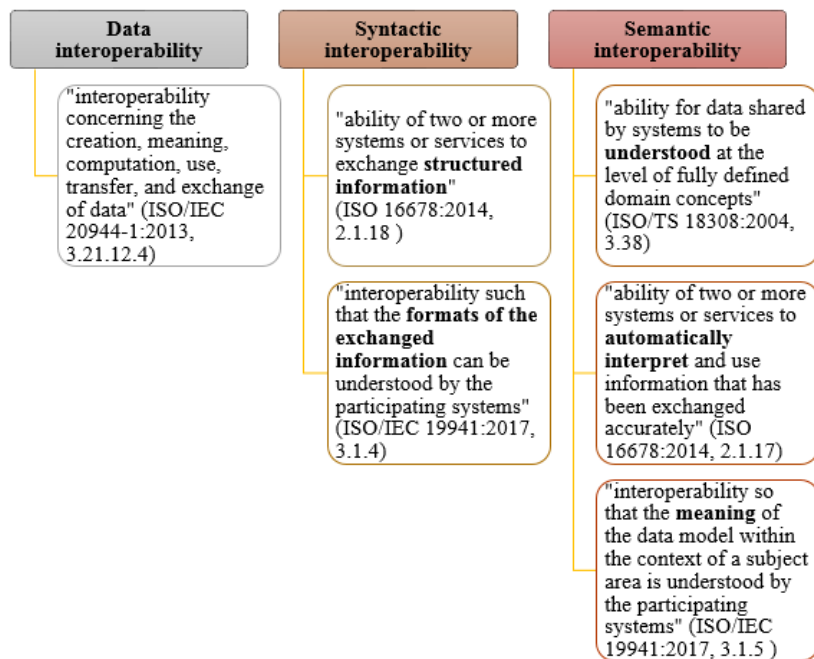 Data
interoperability
"interoperability
concerning the
creation, meaning,
computation, use,
transfer, and exchange
of data" (ISO/IEC
20944-1:2013,
3.21.12.4)
Syntactic
interoperability
"ability of two or more
systems or services to
exchange structured
information"
(ISO 16678:2014,
2.1.18 )
"interoperability such
that the formats of the
exchanged
information can be
understood by the
participating systems"
(ISO/IEC 19941:2017,
3.1.4)
Semantic
interoperability
"ability for data shared
by systems to be
understood at the
level of fully defined
domain concepts"
(ISO/TS 18308:2004,
3.38)
"ability of two or more
systems or services to
automatically
interpret and use
information that has
been exchanged
accurately" (ISO
16678:2014, 2.1.17)
"interoperability so
that the meaning of
the data model within
the context of a subject
area is understood by
the participating
systems" (ISO/IEC
19941:2017, 3.1.5 )